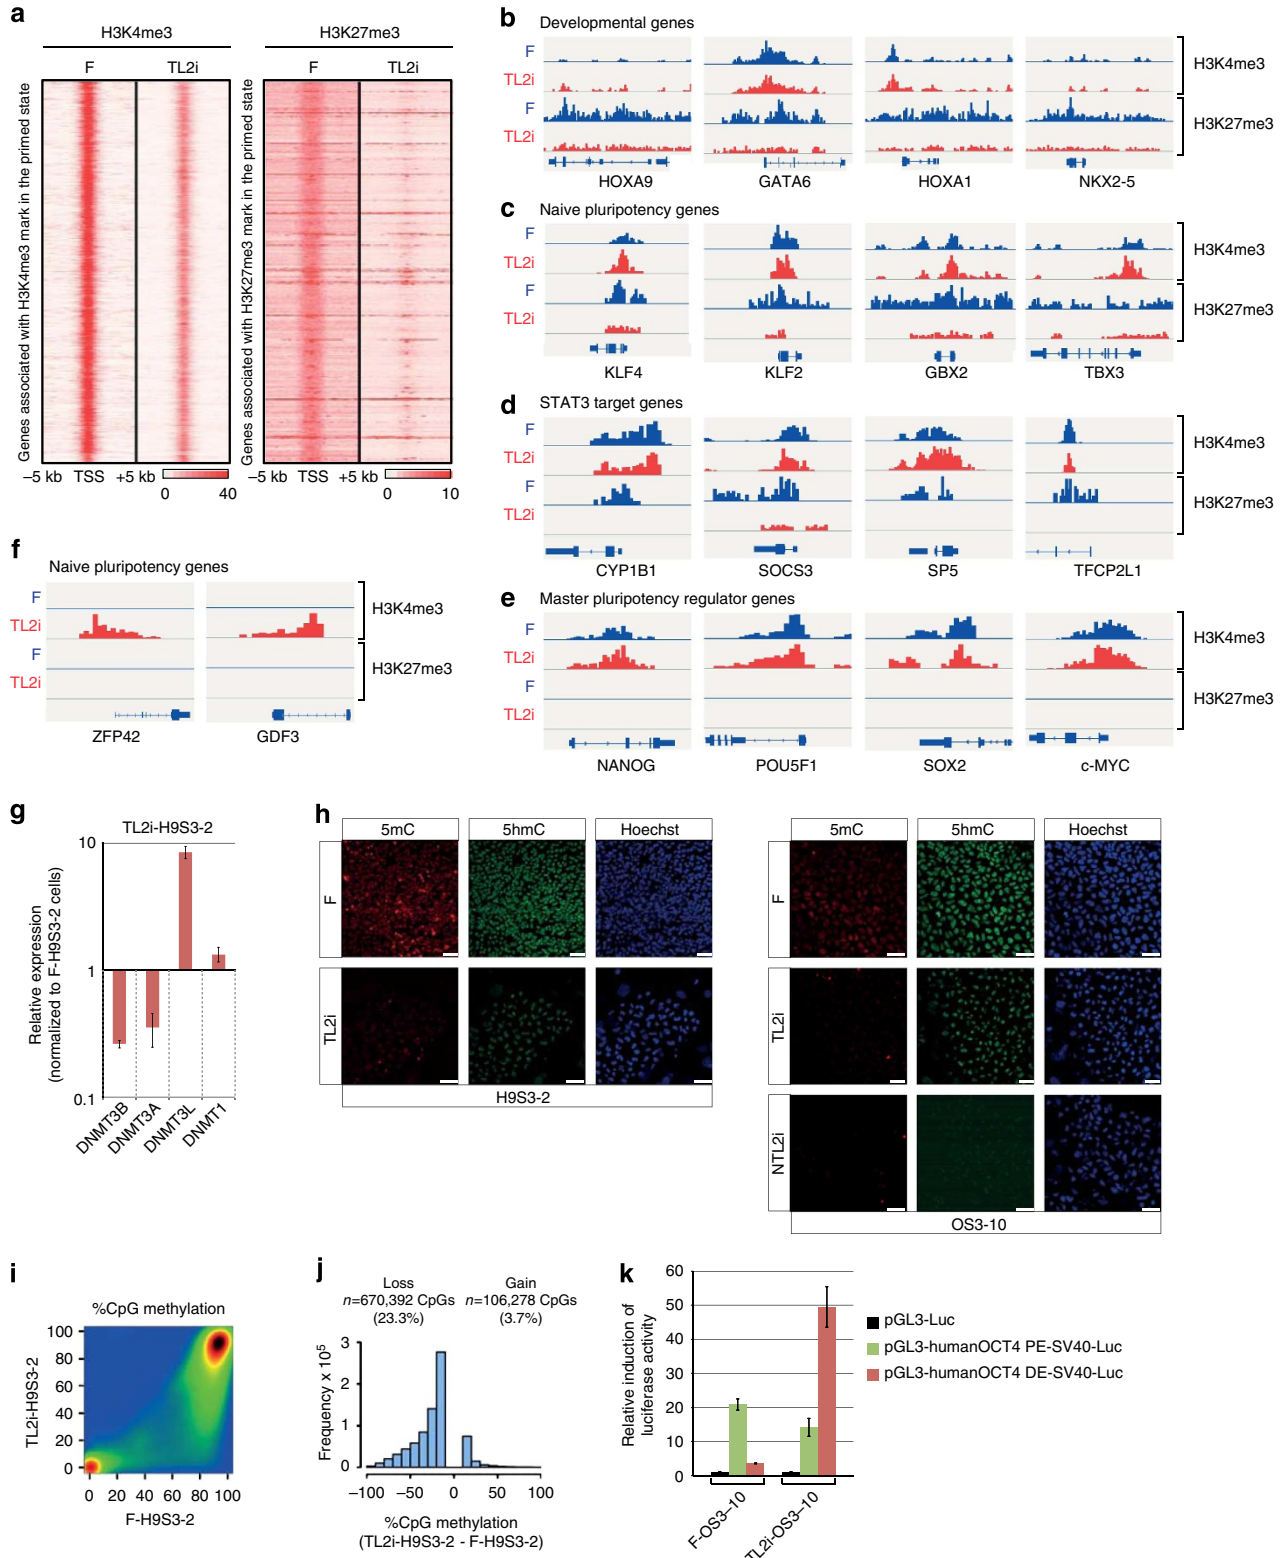 a
H3K4me3
H3K27me3
F
TL2i
F
TL2i
Genes associated with H3K4me3 mark in the primed state
Genes associated with H3K27me3 mark in the primed state
–5 kb TSS +5 kb
0 40
–5 kb TSS +5 kb
0 10
b Developmental genes
F
TL2i
F
TL2i
H3K4me3
H3K27me3
HOXA9 GATA6 HOXA1 NKX2-5
c Naive pluripotency genes
F
TL2i
F
TL2i
H3K4me3
H3K27me3
KLF4 KLF2 GBX2 TBX3
d STAT3 target genes
F
TL2i
F
TL2i
H3K4me3
H3K27me3
CYP1B1 SOCS3 SP5 TFCP2L1
e Master pluripotency regulator genes
F
TL2i
F
TL2i
H3K4me3
H3K27me3
NANOG POU5F1 SOX2 c-MYC
f
Naive pluripotency genes
F
TL2i
F
TL2i
H3K4me3
H3K27me3
ZFP42 GDF3
g
TL2i-H9S3-2
Relative expression
(normalized to F-H9S3-2 cells)
10
1
0.1
DNMT3B
DNMT3A
DNMT3L
DNMT1
h
5mC 5hmC Hoechst
F
TL2i
H9S3-2
5mC 5hmC Hoechst
F
TL2i
NTL2i
OS3-10
i
%CpG methylation
TL2i-H9S3-2
100
80
60
40
20
0
0 20 40 60 80 100
F-H9S3-2
j
Loss
n=670,392 CpGs
(23.3%)
Gain
n=106,278 CpGs
(3.7%)
Frequency x 10⁵
3
2
1
0
–100 –50 0 50 100
%CpG methylation
(TL2i-H9S3-2 - F-H9S3-2)
k
Relative induction of
luciferase activity
60
50
40
30
20
10
0
F-OS3–10
TL2i-OS3–10
pGL3-Luc
pGL3-humanOCT4 PE-SV40-Luc
pGL3-humanOCT4 DE-SV40-Luc